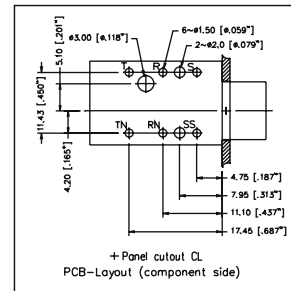 ø3.00 [ø.118"]
6-ø1.50 [ø.059"]
2-ø2.0 [ø.079"]
5.10 [.201"]
11.43 [.450"]
4.20 [.165"]
T R S
TN RN SS
4.75 [.187"]
7.95 [.313"]
11.10 [.437"]
17.45 [.687"]
+ Panel cutout CL
PCB-Layout (component side)